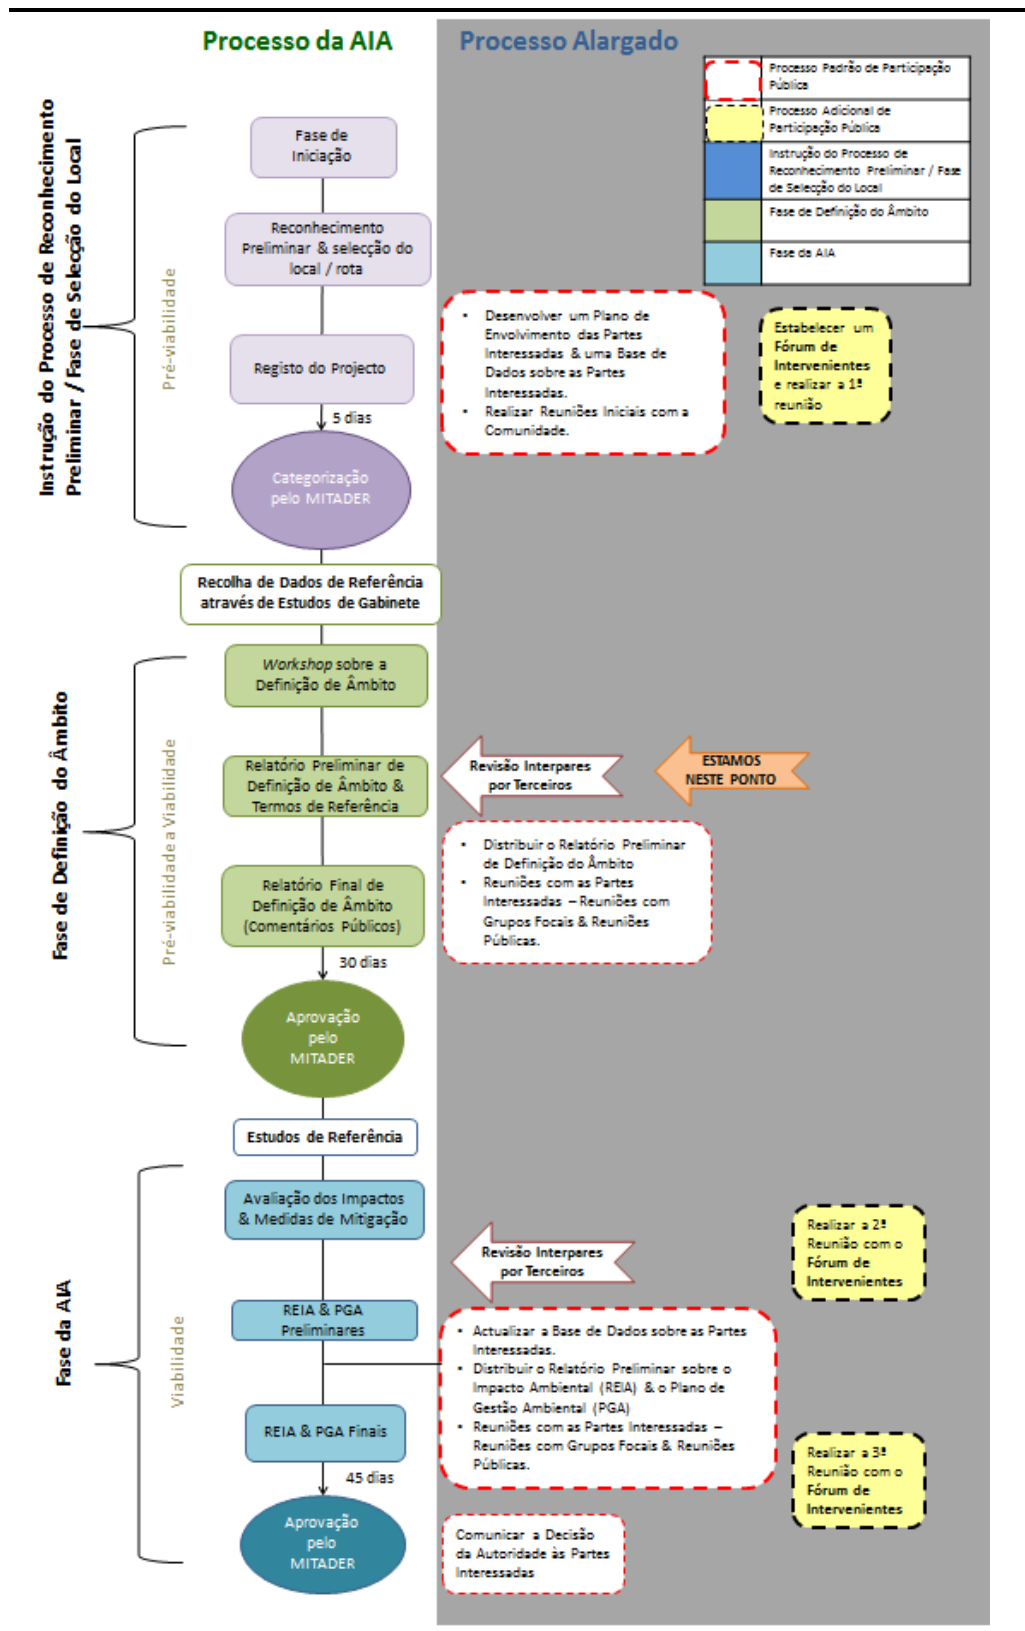 Processo da AIA
Processo Alargado
Processo Padrão de Participação
Pública
Processo Adicional de
Participação Pública
Instrução do Processo de
Reconhecimento Preliminar / Fase
de Selecção do Local
Fase de Definição do Âmbito
Fase da AIA
Instrução do Processo de Reconhecimento
Preliminar / Fase de Selecção do Local
Pré-viabilidade
Fase de
Iniciação
Reconhecimento
Preliminar & selecção do
local / rota
Registo do Projecto
5 dias
Categorização
pelo MITADER
• Desenvolver um Plano de
Envolvimento das Partes
Interessadas & uma Base de
Dados sobre as Partes
Interessadas.
• Realizar Reuniões Iniciais com a
Comunidade.
Estabelecer um
Fórum de
Intervenientes
e realizar a 1ª
reunião
Recolha de Dados de Referência
através de Estudos de Gabinete
Fase de Definição do Âmbito
Pré-viabilidade a Viabilidade
Workshop sobre a
Definição de Âmbito
Relatório Preliminar de
Definição de Âmbito &
Termos de Referência
Revisão Interpares
por Terceiros
ESTAMOS
NESTE PONTO
• Distribuir o Relatório Preliminar
de Definição do Âmbito
• Reuniões com as Partes
Interessadas – Reuniões com
Grupos Focais & Reuniões
Públicas.
Relatório Final de
Definição de Âmbito
(Comentários Públicos)
30 dias
Aprovação
pelo
MITADER
Estudos de Referência
Fase da AIA
Viabilidade
Avaliação dos Impactos
& Medidas de Mitigação
Revisão Interpares
por Terceiros
Realizar a 2ª
Reunião com o
Fórum de
Intervenientes
REIA & PGA
Preliminares
• Actualizar a Base de Dados sobre as Partes
Interessadas.
• Distribuir o Relatório Preliminar sobre o
Impacto Ambiental (REIA) & o Plano de
Gestão Ambiental (PGA)
• Reuniões com as Partes Interessadas –
Reuniões com Grupos Focais & Reuniões
Públicas.
REIA & PGA Finais
45 dias
Realizar a 3ª
Reunião com o
Fórum de
Intervenientes
Aprovação
pelo
MITADER
Comunicar a Decisão
da Autoridade às Partes
Interessadas